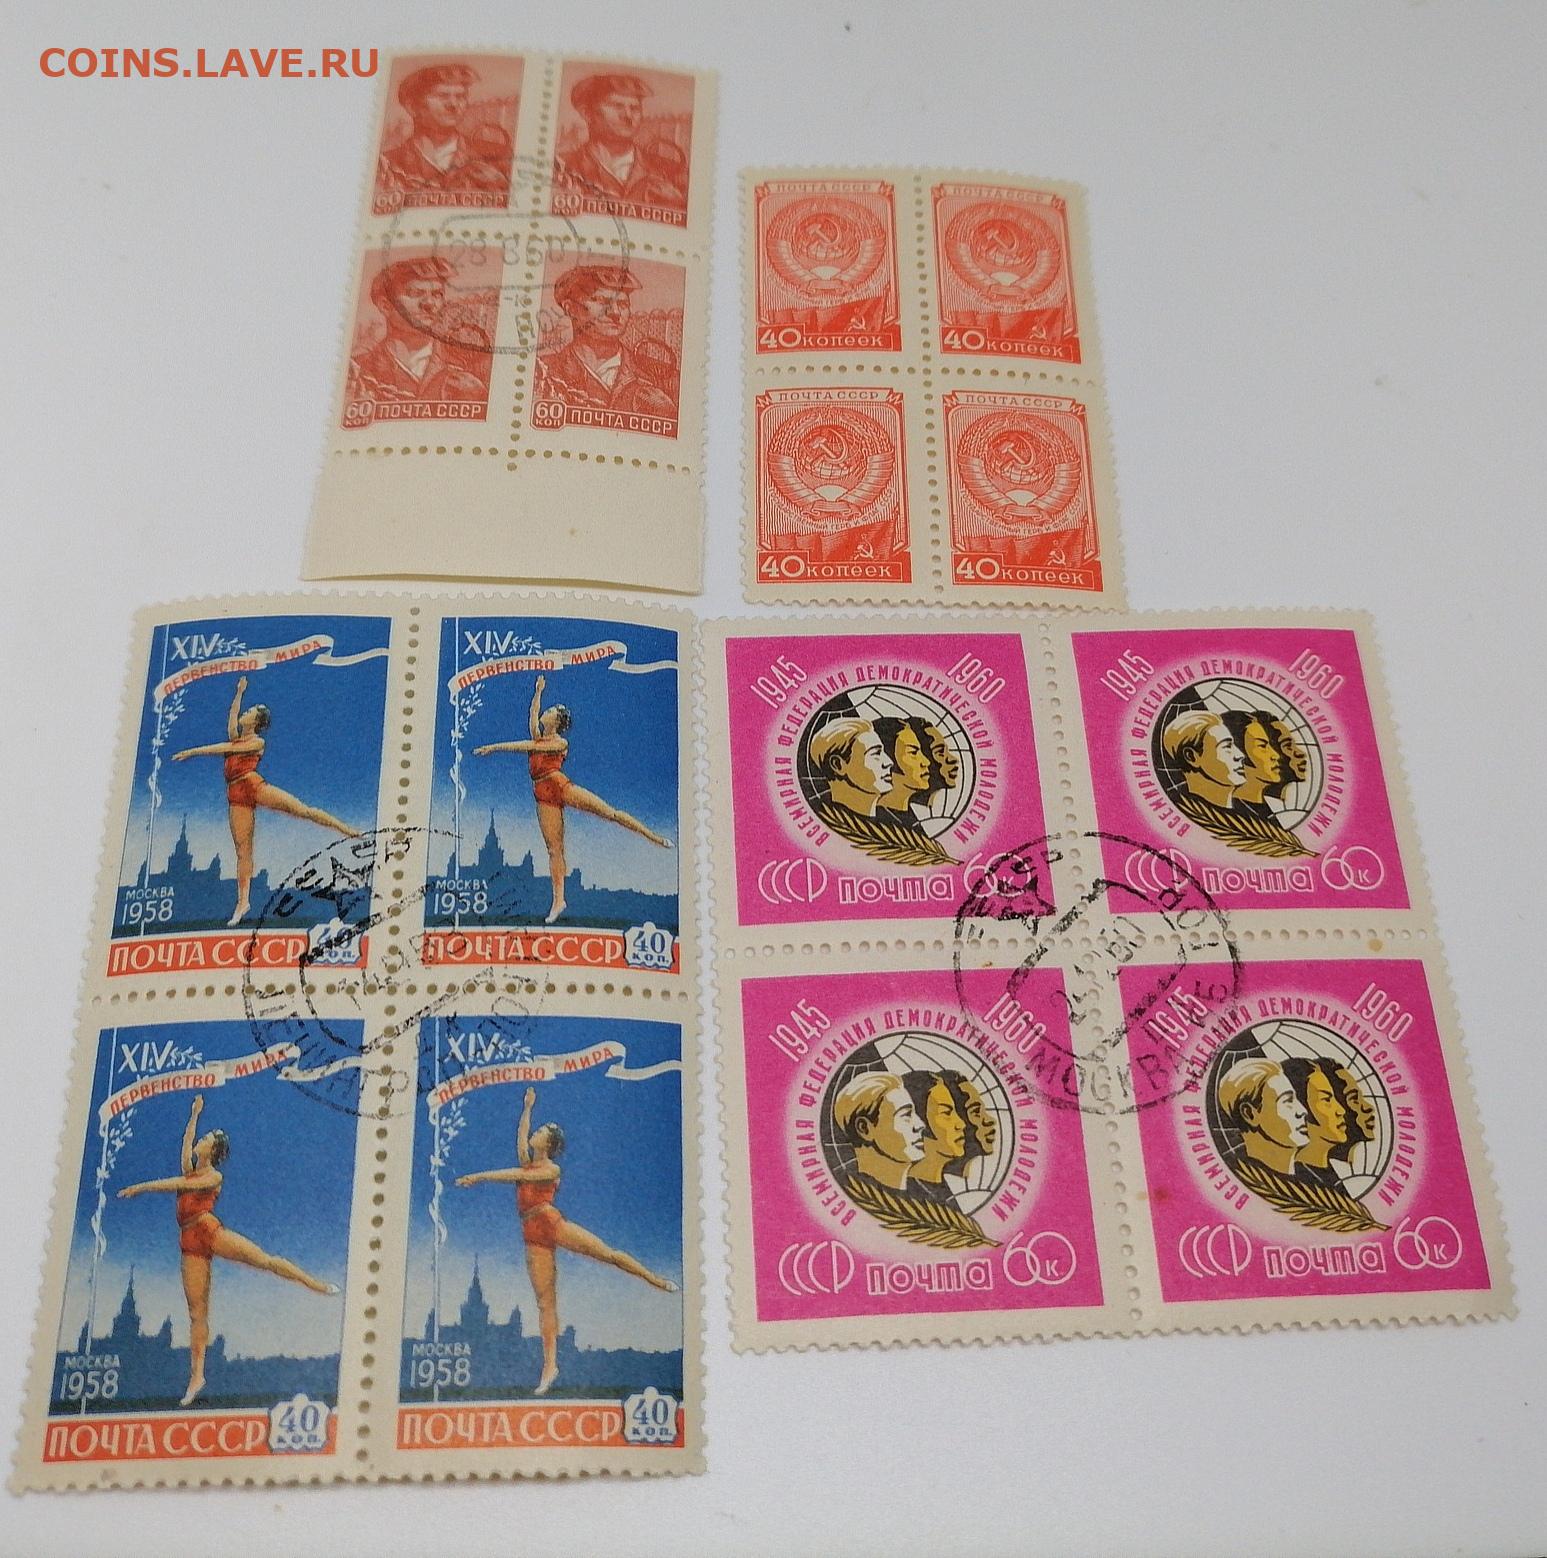 COINS.LAVE.RU
60 ПОЧТА СССР
60 ПОЧТА СССР
60 КОП ПОЧТА СССР
60 КОП ПОЧТА СССР
28 8 60
ПОЧТА СССР
40 КОПЕЕК
ПОЧТА СССР
40 КОПЕЕК
ПОЧТА СССР
40 КОПЕЕК
ПОЧТА СССР
40 КОПЕЕК
XIV
ПЕРВЕНСТВО МИРА
МОСКВА
1958
ПОЧТА СССР 40 КОП.
XIV
ПЕРВЕНСТВО МИРА
МОСКВА
1958
ПОЧТА СССР 40 КОП.
XIV
ПЕРВЕНСТВО МИРА
МОСКВА
1958
ПОЧТА СССР 40 КОП.
XIV
ПЕРВЕНСТВО МИРА
МОСКВА
1958
ПОЧТА СССР 40 КОП.
1945 1960
ВСЕМИРНАЯ ФЕДЕРАЦИЯ ДЕМОКРАТИЧЕСКОЙ МОЛОДЕЖИ
СССР почта 60 к
1945 1960
ВСЕМИРНАЯ ФЕДЕРАЦИЯ ДЕМОКРАТИЧЕСКОЙ МОЛОДЕЖИ
СССР почта 60 к
1945 1960
ВСЕМИРНАЯ ФЕДЕРАЦИЯ ДЕМОКРАТИЧЕСКОЙ МОЛОДЕЖИ
СССР почта 60 к
1945 1960
ВСЕМИРНАЯ ФЕДЕРАЦИЯ ДЕМОКРАТИЧЕСКОЙ МОЛОДЕЖИ
СССР почта 60 к
МОСКВА